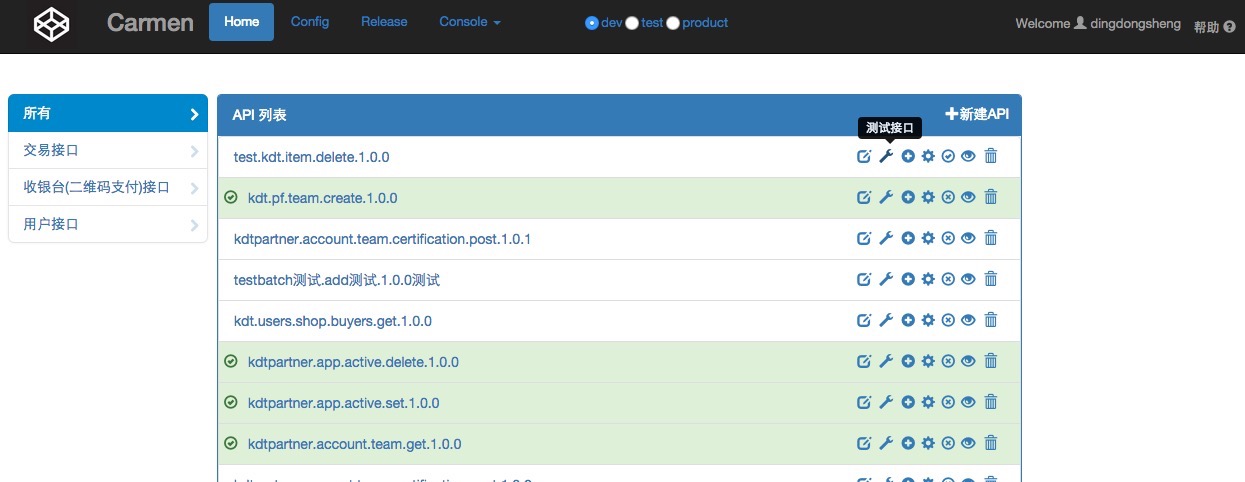 Carmen Home Config Release Console dev test product Welcome dingdongsheng 帮助
所有
交易接口
收银台(二维码支付)接口
用户接口
API 列表 新建API
测试接口
test.kdt.item.delete.1.0.0
kdt.pf.team.create.1.0.0
kdtpartner.account.team.certification.post.1.0.1
testbatch测试.add测试.1.0.0测试
kdt.users.shop.buyers.get.1.0.0
kdtpartner.app.active.delete.1.0.0
kdtpartner.app.active.set.1.0.0
kdtpartner.account.team.get.1.0.0